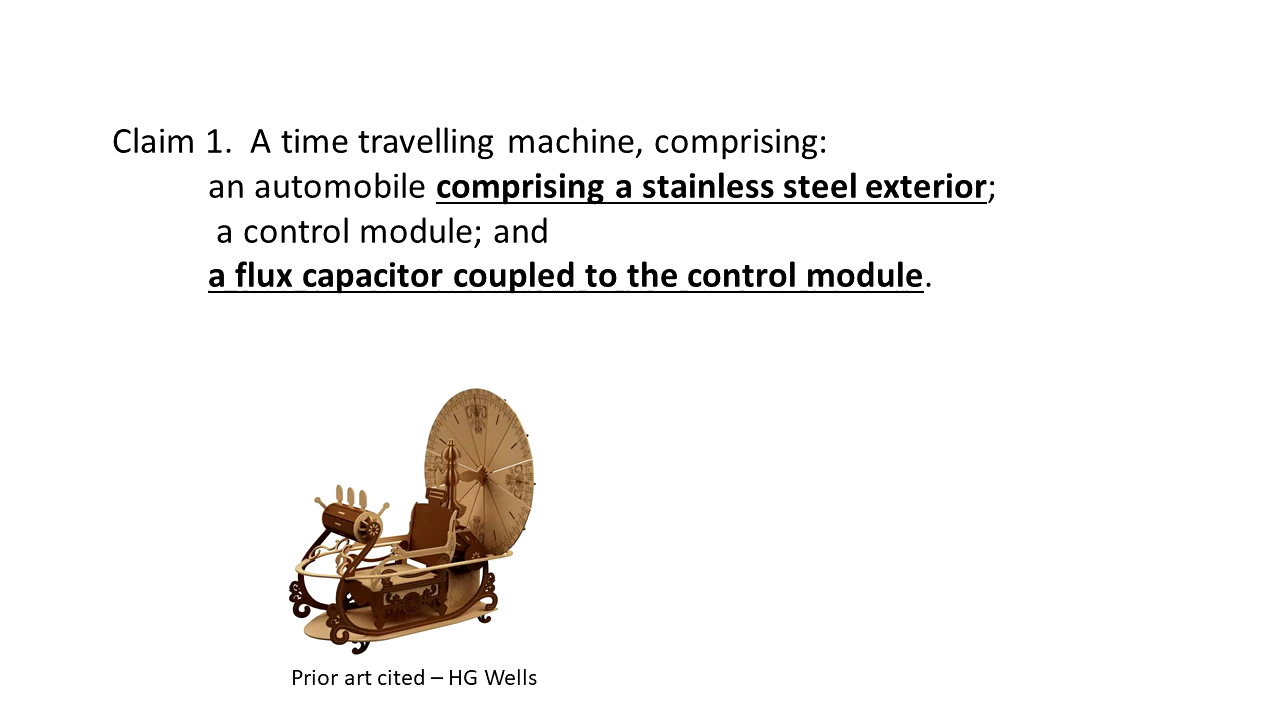 Claim 1. A time travelling machine, comprising:
an automobile comprising a stainless steel exterior;
a control module; and
a flux capacitor coupled to the control module.
Prior art cited – HG Wells